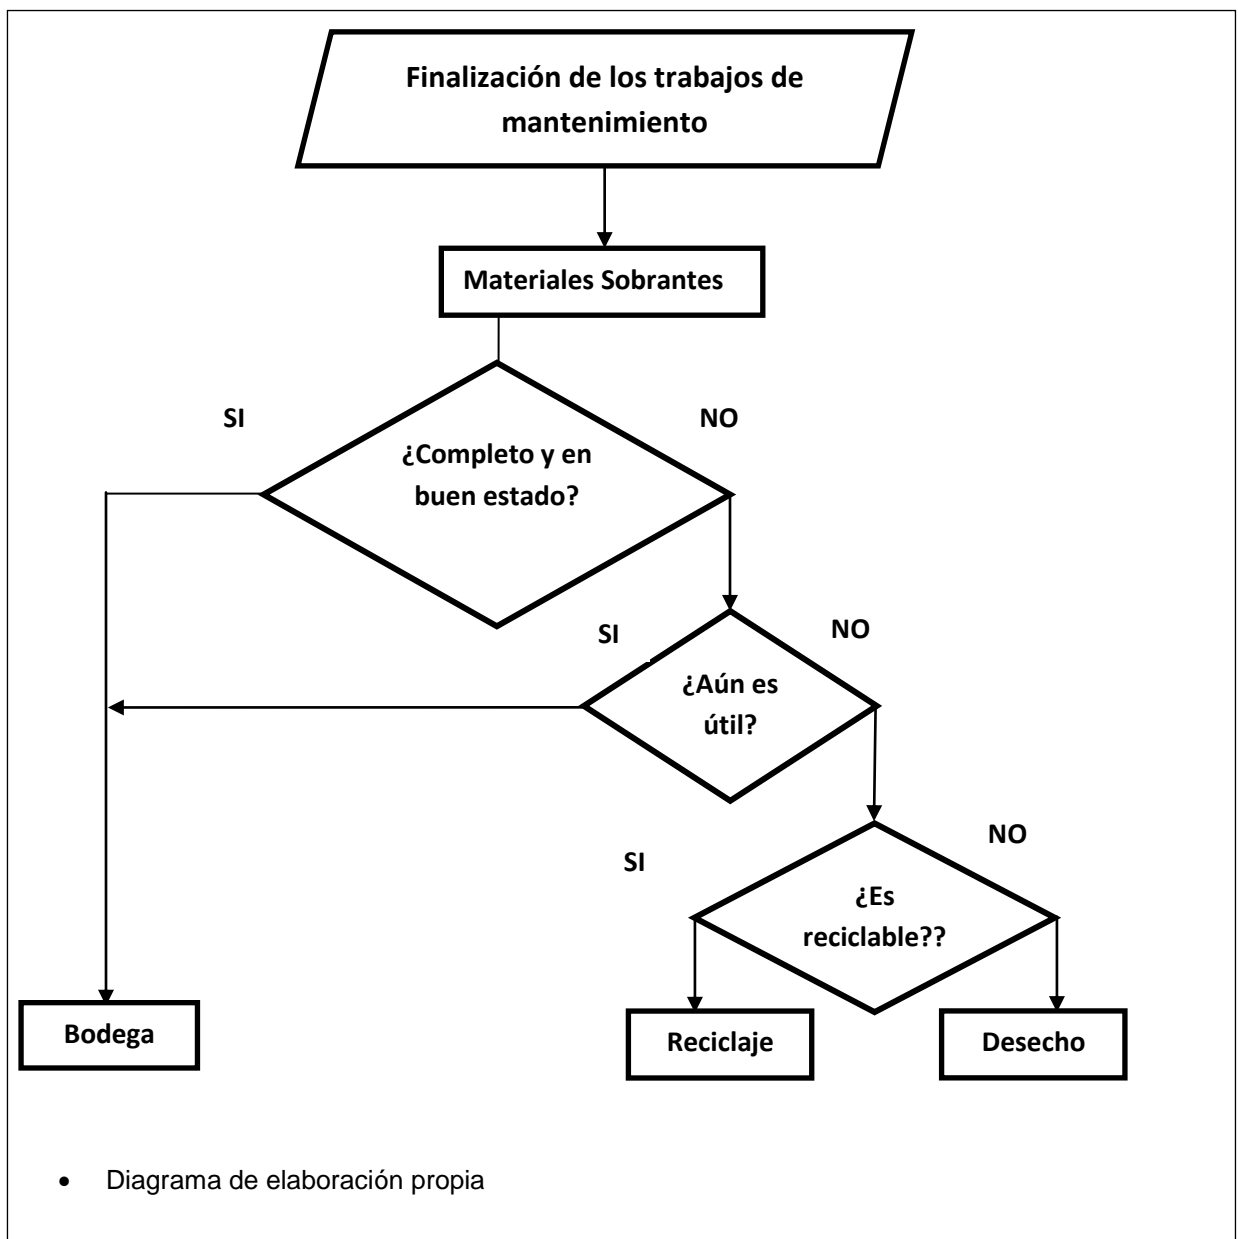 Finalización de los trabajos de
mantenimiento
Materiales Sobrantes
SI
NO
¿Completo y en
buen estado?
SI
NO
¿Aún es
útil?
SI
NO
¿Es
reciclable??
Bodega
Reciclaje
Desecho
• Diagrama de elaboración propia